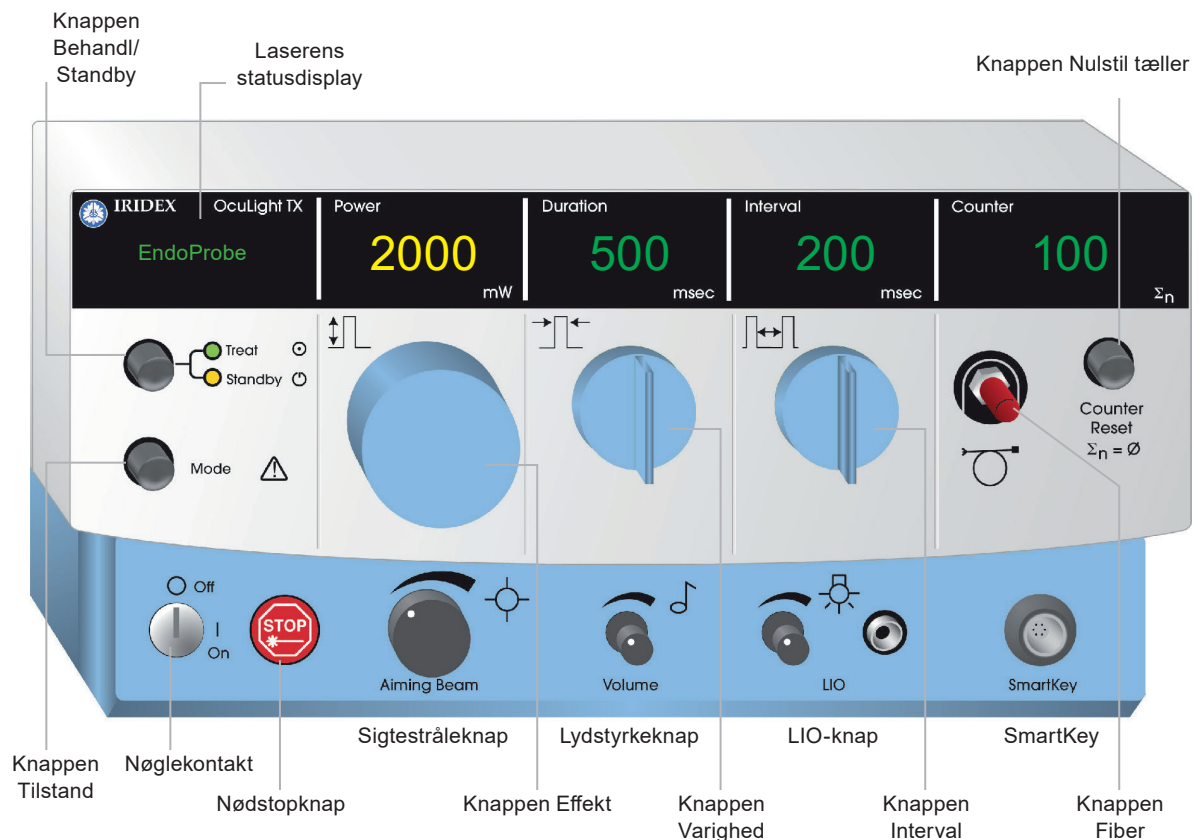 Knappen
Behandl/
Standby
Laserens
statusdisplay
Knappen Nulstil tæller
IRIDEX
OcuLight TX
Power
Duration
Interval
Counter
EndoProbe
2000
500
200
100
mW
msec
msec
Σn
Treat
Standby
Mode
Counter
Reset
Σn = Ø
Off
On
STOP
Aiming Beam
Volume
LIO
SmartKey
Sigtestråleknap
Lydstyrkeknap
LIO-knap
SmartKey
Knappen
Tilstand
Nøglekontakt
Nødstopknap
Knappen Effekt
Knappen
Varighed
Knappen
Interval
Knappen
Fiber